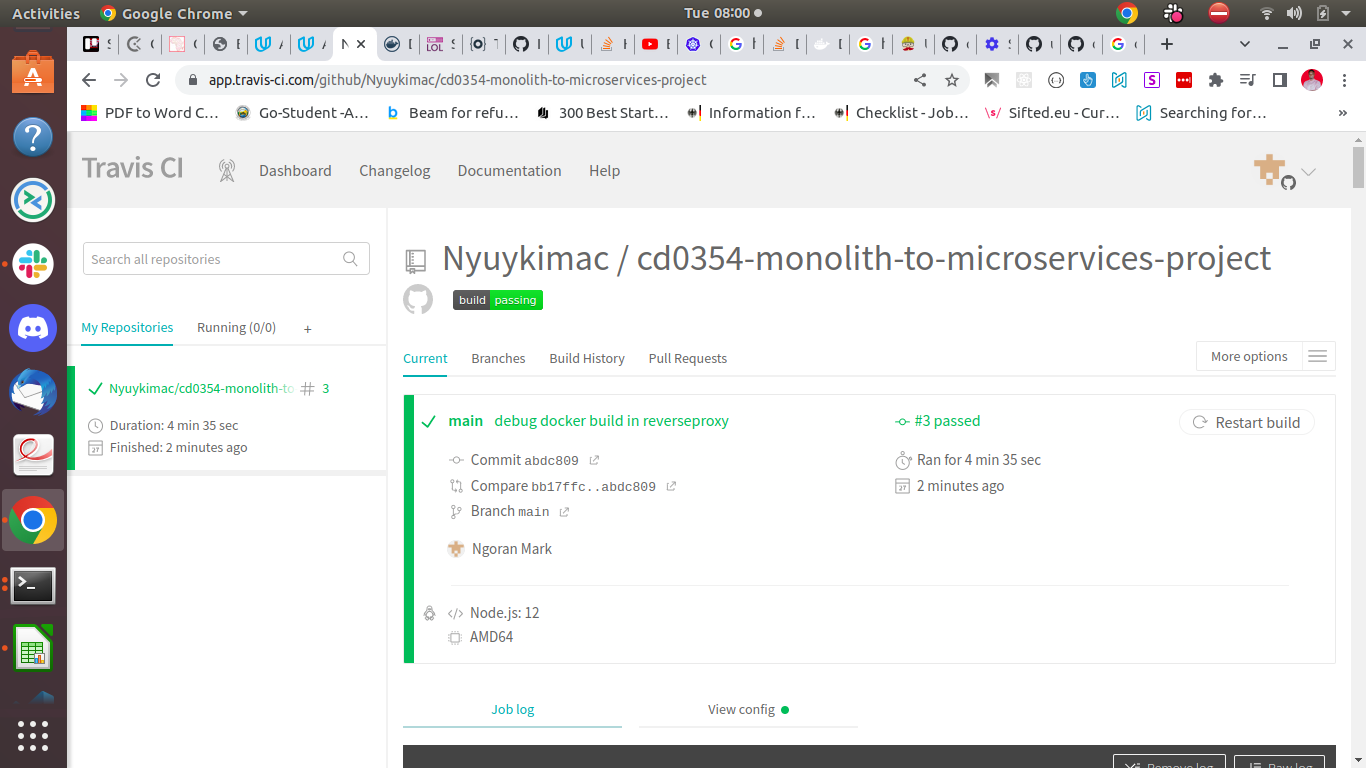 Activities
Google Chrome
Tue 08:00
app.travis-ci.com/github/Nyuykimac/cd0354-monolith-to-microservices-project
PDF to Word C…
Go-Student -A…
Beam for refu…
300 Best Start…
Information f…
Checklist - Job…
Sifted.eu - Cur…
Searching for…
»
Travis CI
Dashboard
Changelog
Documentation
Help
Search all repositories
My Repositories
Running (0/0)
+
Nyuykimac/cd0354-monolith-to
# 3
Duration: 4 min 35 sec
Finished: 2 minutes ago
Nyuykimac / cd0354-monolith-to-microservices-project
build passing
Current
Branches
Build History
Pull Requests
More options
main debug docker build in reverseproxy
Commit abdc809
Compare bb17ffc..abdc809
Branch main
Ngoran Mark
#3 passed
Ran for 4 min 35 sec
2 minutes ago
Restart build
Node.js: 12
AMD64
Job log
View config
Remove log
Raw log